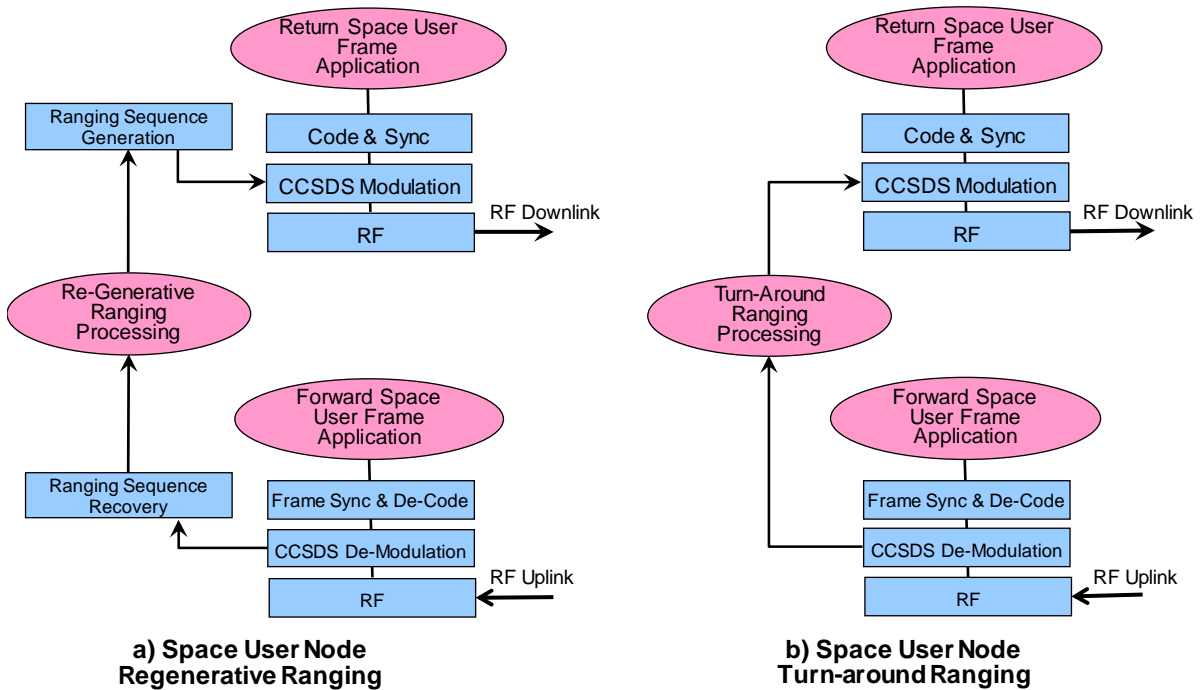 Return Space User
Frame
Application
Ranging Sequence
Generation
Code & Sync
CCSDS Modulation
RF Downlink
RF
Re-Generative
Ranging
Processing
Forward Space
User Frame
Application
Ranging Sequence
Recovery
Frame Sync & De-Code
CCSDS De-Modulation
RF Uplink
RF
a) Space User Node
Regenerative Ranging
Return Space User
Frame
Application
Code & Sync
CCSDS Modulation
RF Downlink
RF
Turn-Around
Ranging
Processing
Forward Space
User Frame
Application
Frame Sync & De-Code
CCSDS De-Modulation
RF Uplink
RF
b) Space User Node
Turn-around Ranging